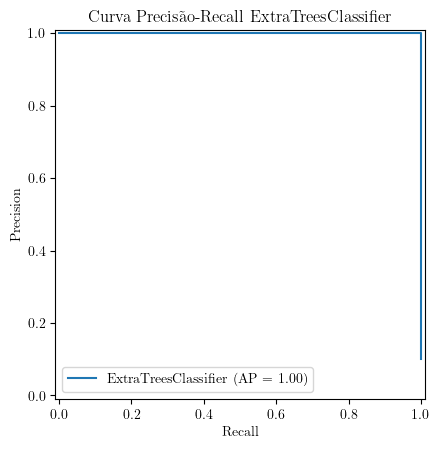 Curva Precisão-Recall ExtraTreesClassifier
1.0
0.8
0.6
0.4
0.2
0.0
Precision
ExtraTreesClassifier (AP = 1.00)
0.0 0.2 0.4 0.6 0.8 1.0
Recall